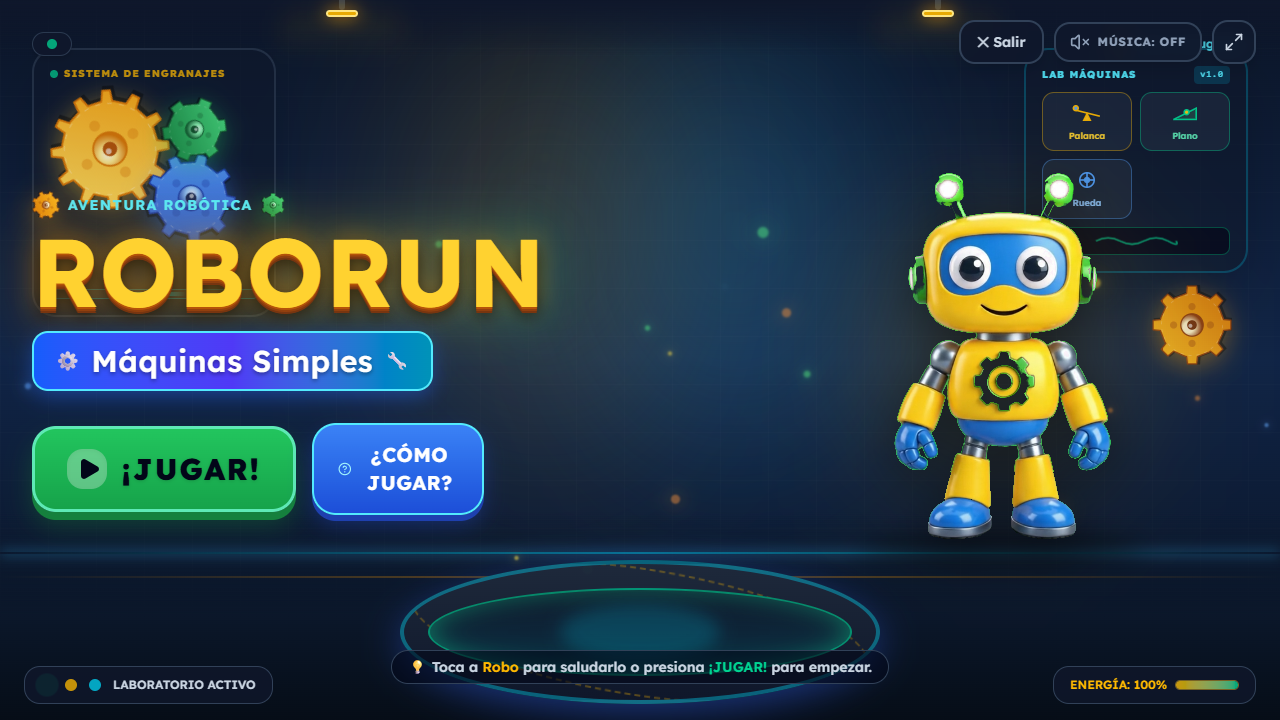 Salir
MÚSICA: OFF
SISTEMA DE ENGRANAJES
LAB MÁQUINAS
v1.0
Palanca
Plano
Rueda
AVENTURA ROBÓTICA
ROBORUN
Máquinas Simples
¡JUGAR!
¿CÓMO
JUGAR?
Toca a Robo para saludarlo o presiona ¡JUGAR! para empezar.
LABORATORIO ACTIVO
ENERGÍA: 100%